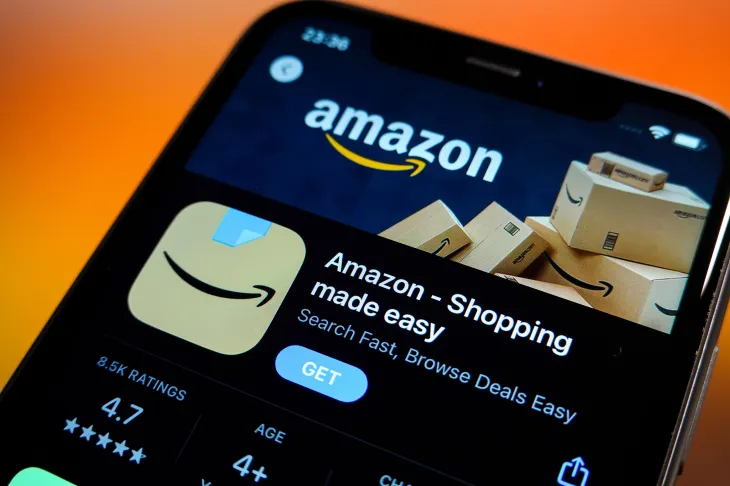 23:36
amazon
Amazon - Shopping
made easy
Search Fast, Browse Deals Easy
GET
8.5K RATINGS
4.7
AGE
4+